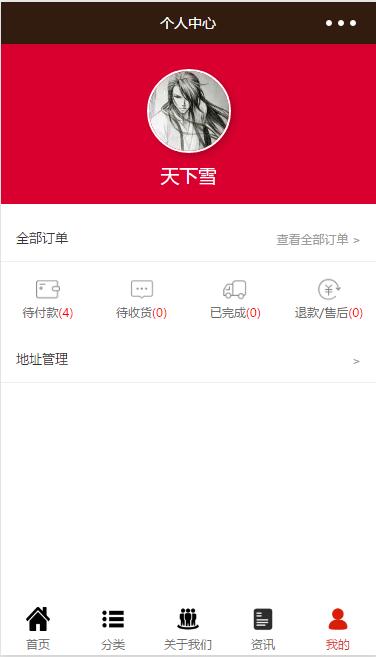 个人中心
天下雪
全部订单 查看全部订单 >
待付款(4) 待收货(0) 已完成(0) 退款/售后(0)
地址管理 >
首页 分类 关于我们 资讯 我的